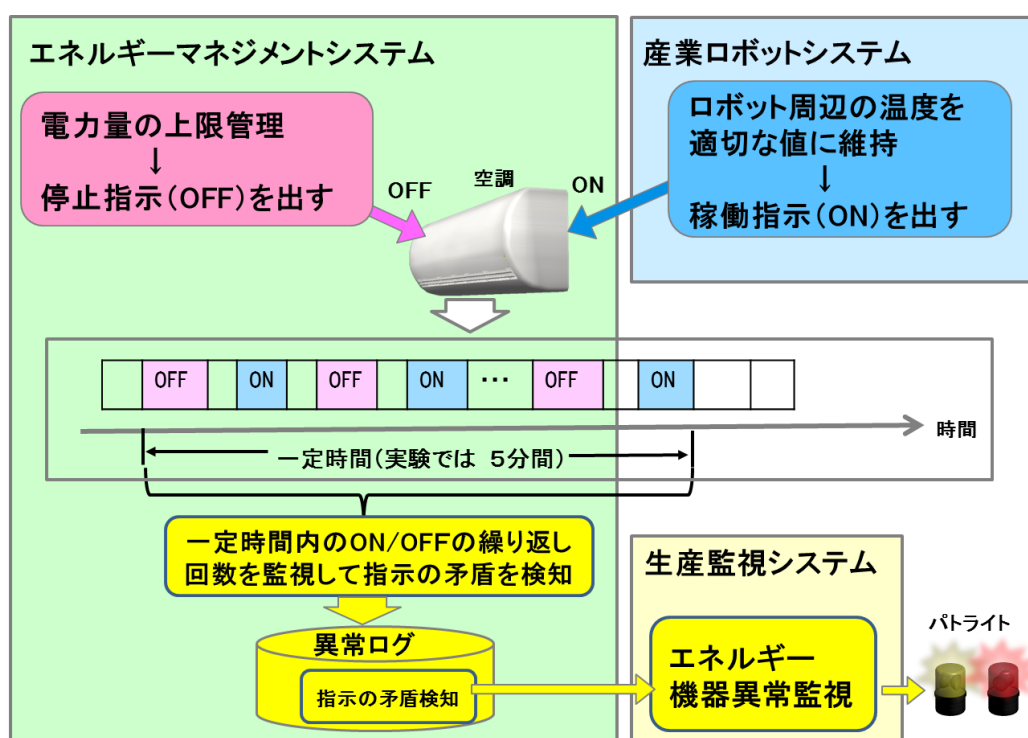 エネルギーマネジメントシステム
電力量の上限管理
↓
停止指示(OFF)を出す
産業ロボットシステム
ロボット周辺の温度を
適切な値に維持
↓
稼働指示(ON)を出す
OFF
空調
ON
OFF ON OFF ON ・・・ OFF ON
時間
一定時間(実験では 5分間)
一定時間内のON/OFFの繰り返し
回数を監視して指示の矛盾を検知
異常ログ
指示の矛盾検知
生産監視システム
エネルギー
機器異常監視
パトライト